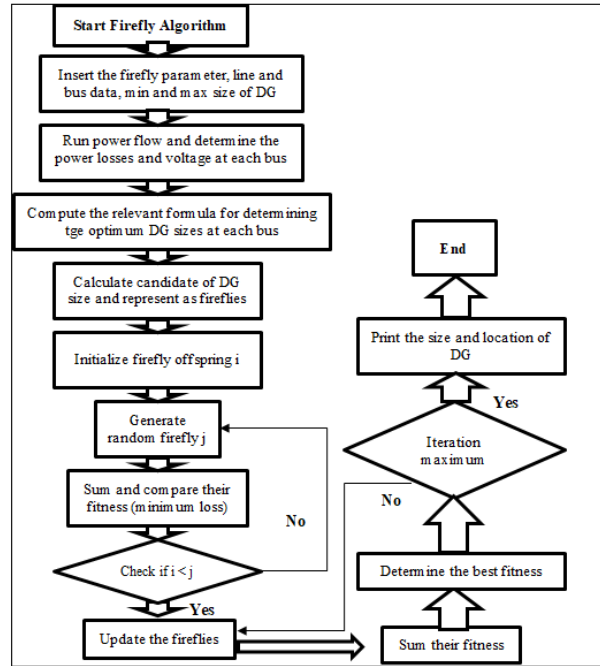 Start Firefly Algorithm
Insert the firefly parameter, line and
bus data, min and max size of DG
Run power flow and determine the
power losses and voltage at each bus
Compute the relevant formula for determining
tge optimum DG sizes at each bus
Calculate candidate of DG
size and represent as fireflies
Initialize firefly offspring i
Generate
random firefly j
Sum and compare their
fitness (minimum loss)
No
Check if i < j
Yes
Update the fireflies
Sum their fitness
Determine the best fitness
No
Iteration
maximum
Yes
Print the size and location of
DG
End